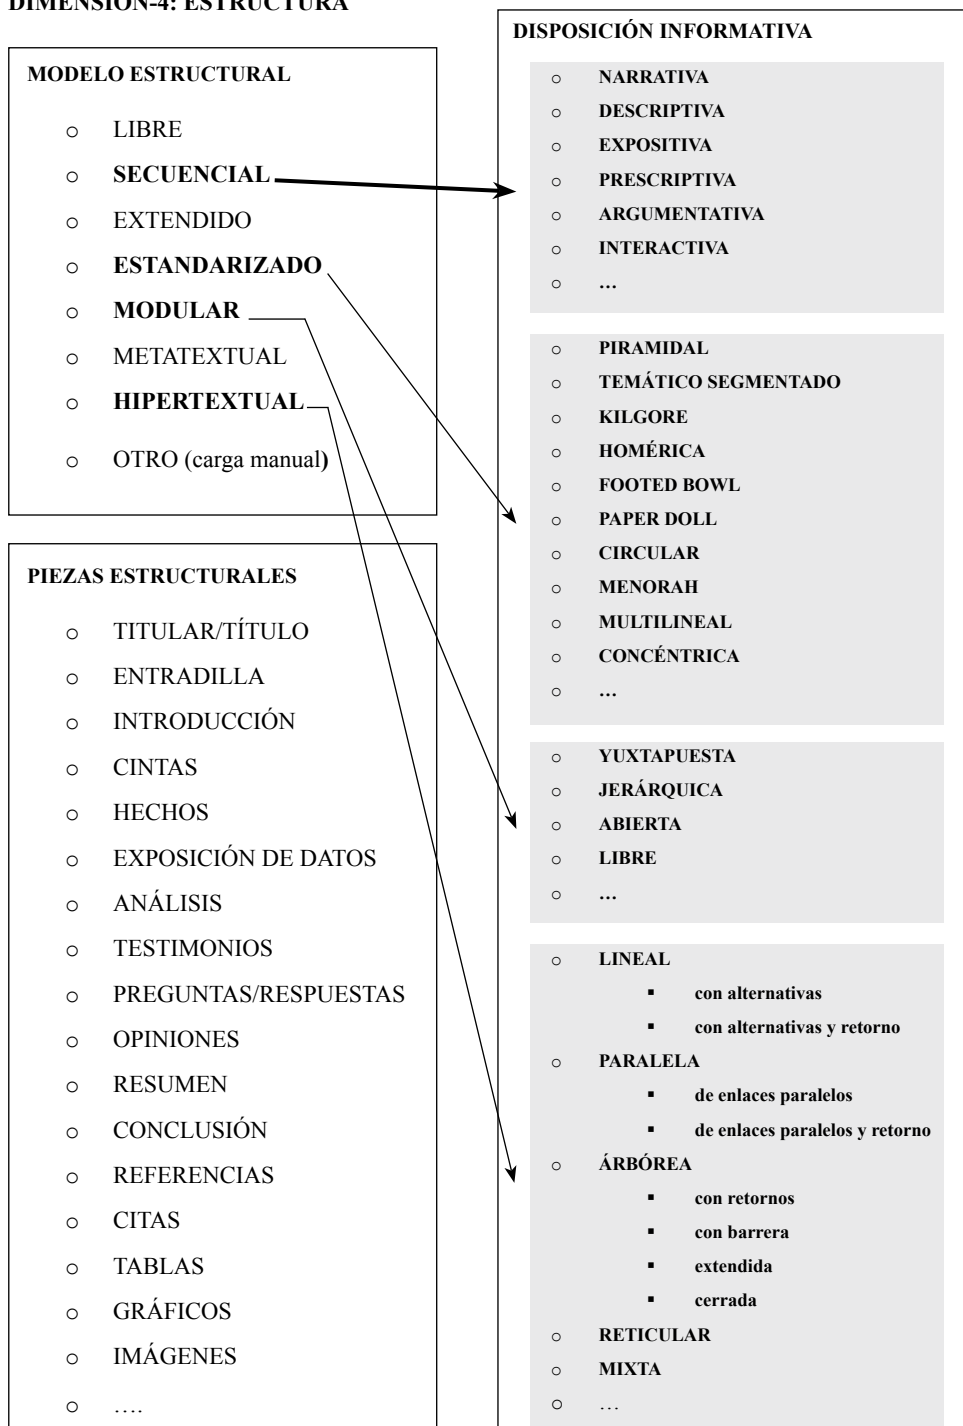 DIMENSIÓN-4: ESTRUCTURA
MODELO ESTRUCTURAL
o LIBRE
o SECUENCIAL
o EXTENDIDO
o ESTANDARIZADO
o MODULAR
o METATEXTUAL
o HIPERTEXTUAL
o OTRO (carga manual)
PIEZAS ESTRUCTURALES
o TITULAR/TÍTULO
o ENTRADILLA
o INTRODUCCIÓN
o CINTAS
o HECHOS
o EXPOSICIÓN DE DATOS
o ANÁLISIS
o TESTIMONIOS
o PREGUNTAS/RESPUESTAS
o OPINIONES
o RESUMEN
o CONCLUSIÓN
o REFERENCIAS
o CITAS
o TABLAS
o GRÁFICOS
o IMÁGENES
o ….
DISPOSICIÓN INFORMATIVA
o NARRATIVA
o DESCRIPTIVA
o EXPOSITIVA
o PRESCRIPTIVA
o ARGUMENTATIVA
o INTERACTIVA
o …
o PIRAMIDAL
o TEMÁTICO SEGMENTADO
o KILGORE
o HOMÉRICA
o FOOTED BOWL
o PAPER DOLL
o CIRCULAR
o MENORAH
o MULTILINEAL
o CONCÉNTRICA
o …
o YUXTAPUESTA
o JERÁRQUICA
o ABIERTA
o LIBRE
o …
o LINEAL
▪ con alternativas
▪ con alternativas y retorno
o PARALELA
▪ de enlaces paralelos
▪ de enlaces paralelos y retorno
o ÁRBÓREA
▪ con retornos
▪ con barrera
▪ extendida
▪ cerrada
o RETICULAR
o MIXTA
o …